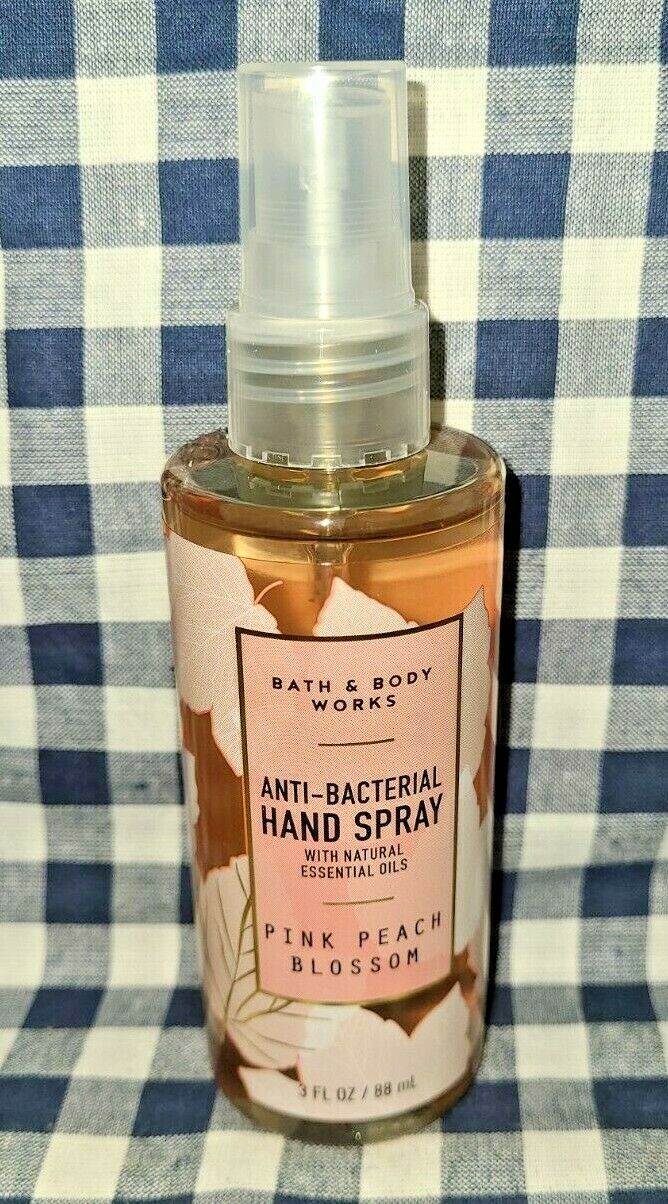 BATH & BODY
WORKS
ANTI-BACTERIAL
HAND SPRAY
WITH NATURAL
ESSENTIAL OILS
PINK PEACH
BLOSSOM
3 FL OZ / 88 mL